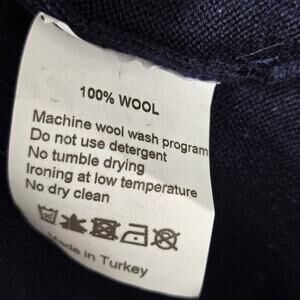 100% WOOL
Machine wool wash program
Do not use detergent
No tumble drying
Ironing at low temperature
No dry clean
Made in Turkey